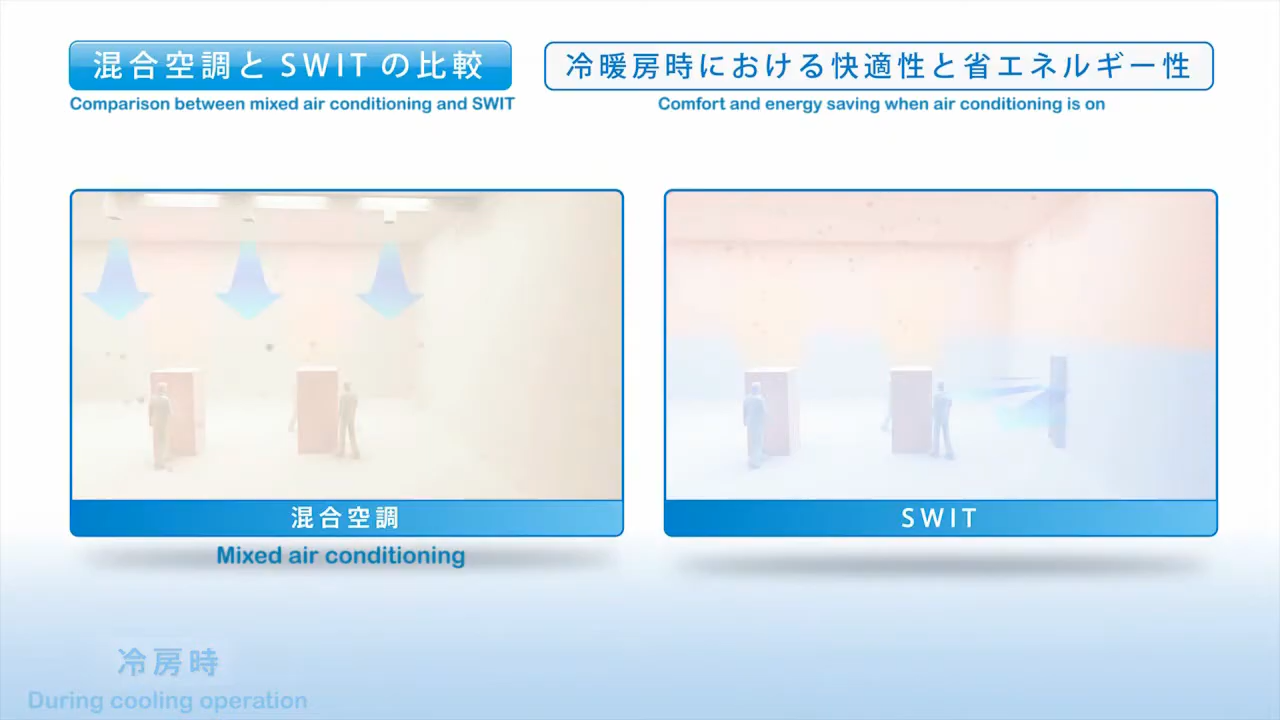 混合空調とSWITの比較
Comparison between mixed air conditioning and SWIT
冷暖房時における快適性と省エネルギー性
Comfort and energy saving when air conditioning is on
混合空調
Mixed air conditioning
SWIT
冷房時
During cooling operation